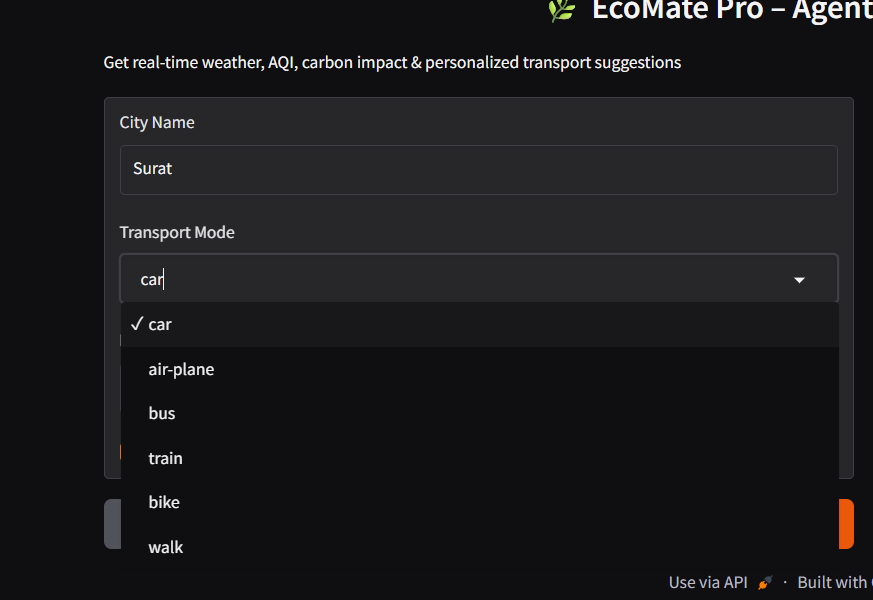 EcoMate Pro – Agent
Get real-time weather, AQI, carbon impact & personalized transport suggestions
City Name
Surat
Transport Mode
car
✓ car
air-plane
bus
train
bike
walk
Use via API · Built with